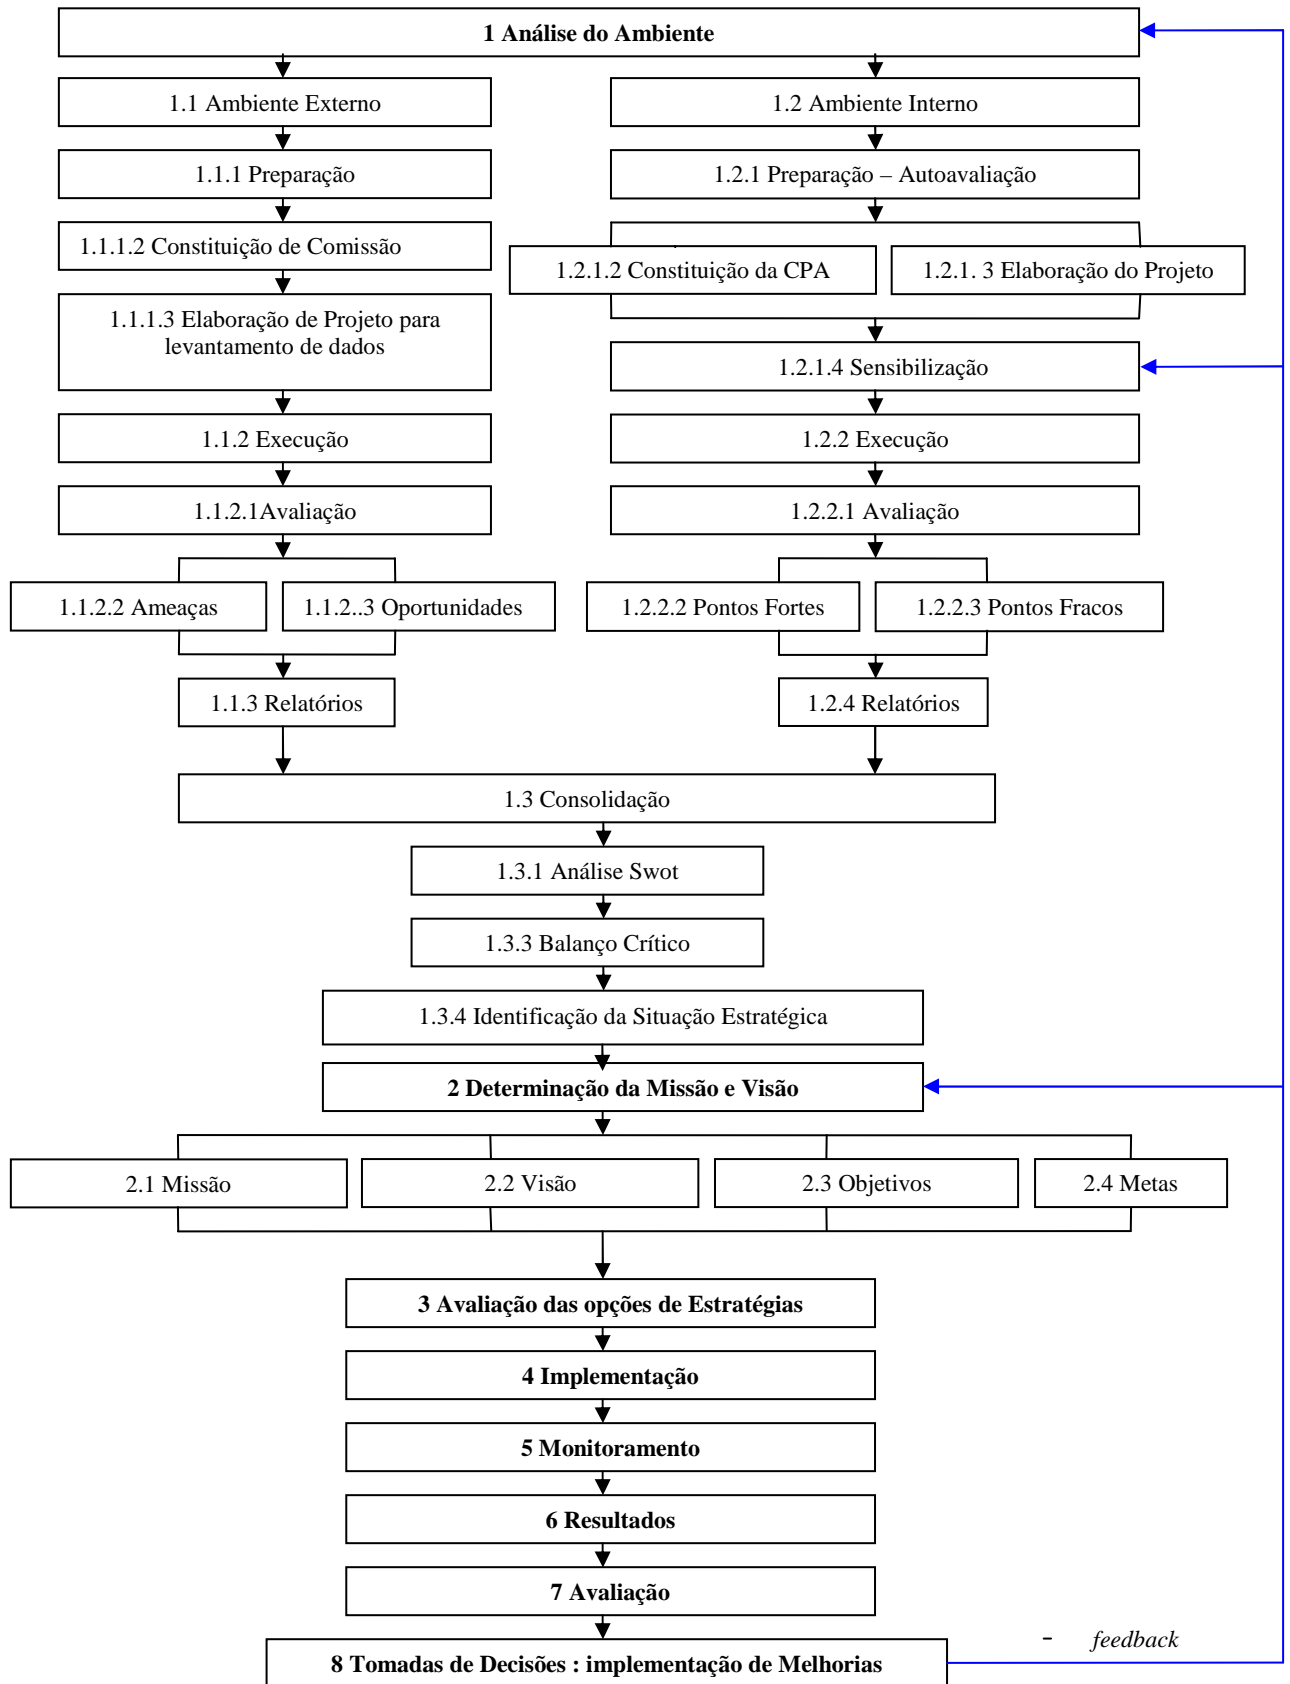 1 Análise do Ambiente
1.1 Ambiente Externo
1.2 Ambiente Interno
1.1.1 Preparação
1.2.1 Preparação – Autoavaliação
1.1.1.2 Constituição de Comissão
1.2.1.2 Constituição da CPA
1.2.1. 3 Elaboração do Projeto
1.1.1.3 Elaboração de Projeto para
levantamento de dados
1.2.1.4 Sensibilização
1.1.2 Execução
1.2.2 Execução
1.1.2.1Avaliação
1.2.2.1 Avaliação
1.1.2.2 Ameaças
1.1.2..3 Oportunidades
1.2.2.2 Pontos Fortes
1.2.2.3 Pontos Fracos
1.1.3 Relatórios
1.2.4 Relatórios
1.3 Consolidação
1.3.1 Análise Swot
1.3.3 Balanço Crítico
1.3.4 Identificação da Situação Estratégica
2 Determinação da Missão e Visão
2.1 Missão
2.2 Visão
2.3 Objetivos
2.4 Metas
3 Avaliação das opções de Estratégias
4 Implementação
5 Monitoramento
6 Resultados
7 Avaliação
- feedback
8 Tomadas de Decisões : implementação de Melhorias